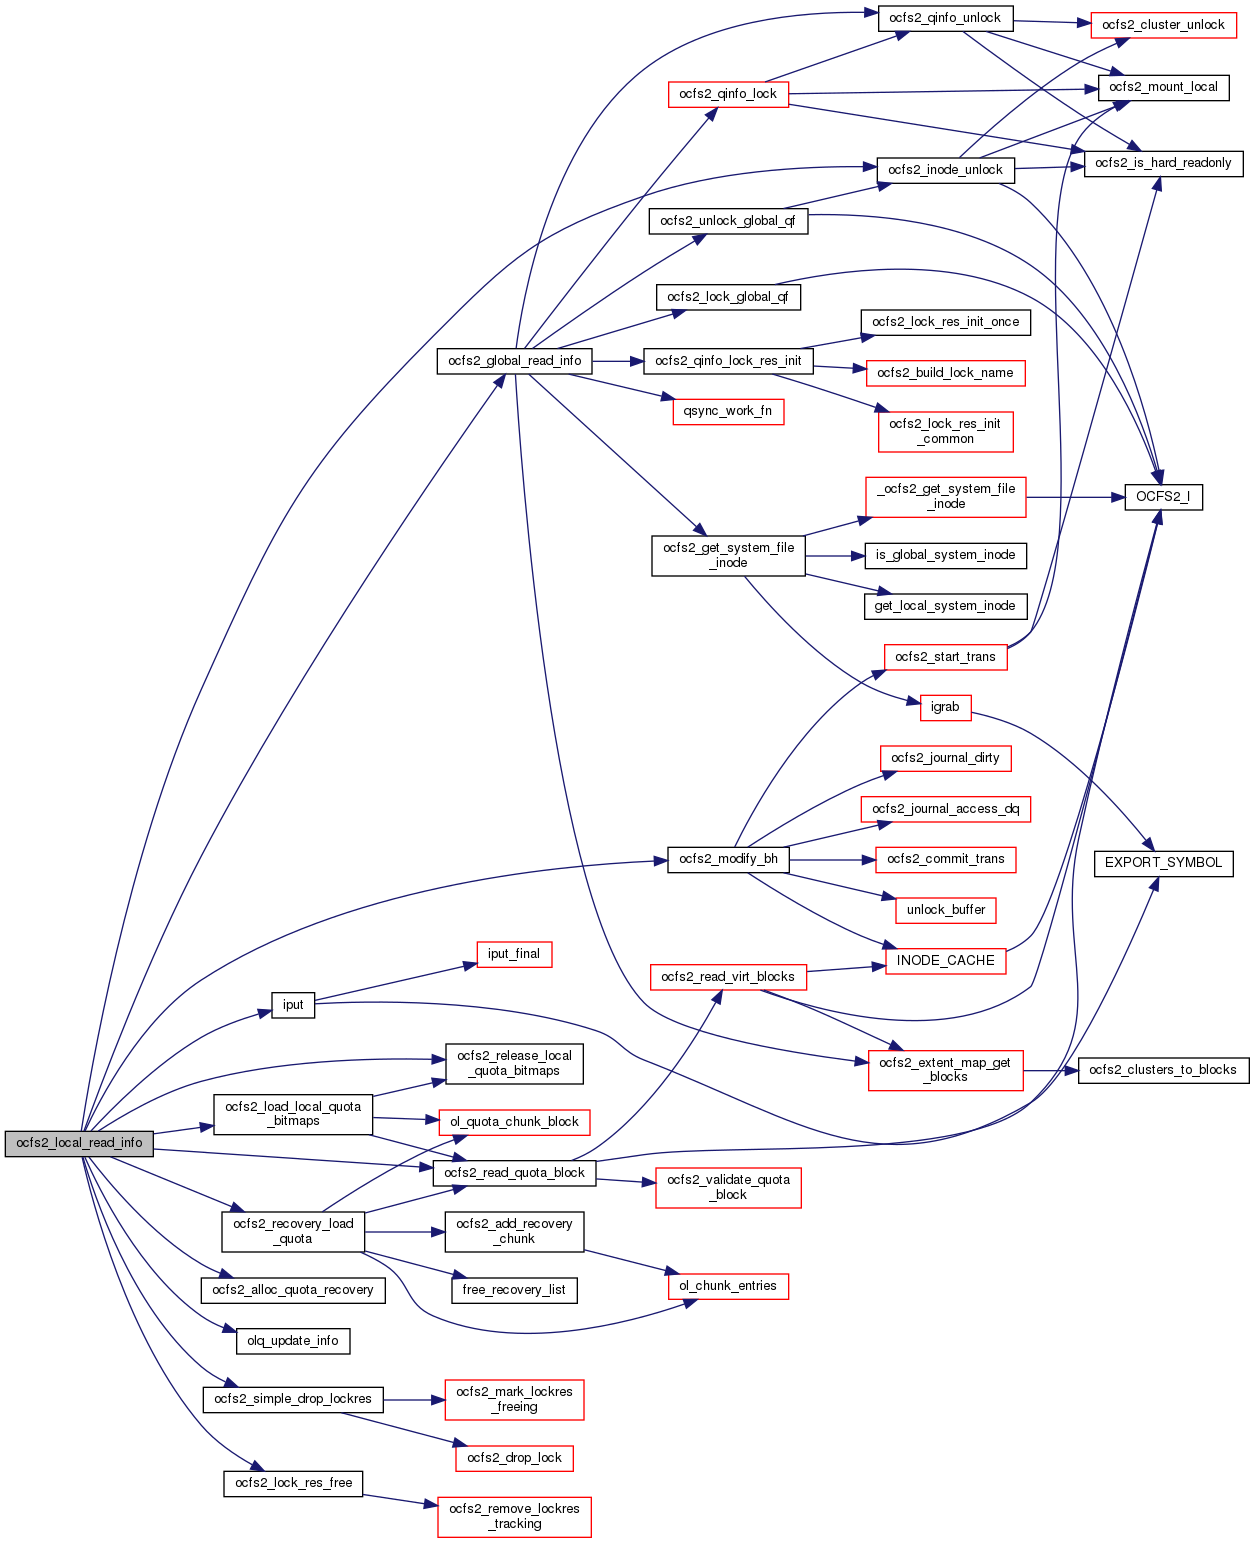 ocfs2_qinfo_unlock
ocfs2_cluster_unlock
ocfs2_qinfo_lock
ocfs2_mount_local
ocfs2_is_hard_readonly
ocfs2_inode_unlock
ocfs2_unlock_global_qf
ocfs2_lock_global_qf
ocfs2_lock_res_init_once
ocfs2_global_read_info
ocfs2_qinfo_lock_res_init
ocfs2_build_lock_name
qsync_work_fn
ocfs2_lock_res_init
_common
_ocfs2_get_system_file
_inode
OCFS2_I
ocfs2_get_system_file
_inode
is_global_system_inode
get_local_system_inode
ocfs2_start_trans
igrab
ocfs2_journal_dirty
ocfs2_journal_access_dq
ocfs2_modify_bh
ocfs2_commit_trans
EXPORT_SYMBOL
unlock_buffer
iput_final
INODE_CACHE
ocfs2_read_virt_blocks
iput
ocfs2_release_local
_quota_bitmaps
ocfs2_extent_map_get
_blocks
ocfs2_clusters_to_blocks
ocfs2_load_local_quota
_bitmaps
ol_quota_chunk_block
ocfs2_local_read_info
ocfs2_read_quota_block
ocfs2_validate_quota
_block
ocfs2_recovery_load
_quota
ocfs2_add_recovery
_chunk
ocfs2_alloc_quota_recovery
free_recovery_list
ol_chunk_entries
olq_update_info
ocfs2_simple_drop_lockres
ocfs2_mark_lockres
_freeing
ocfs2_drop_lock
ocfs2_lock_res_free
ocfs2_remove_lockres
_tracking